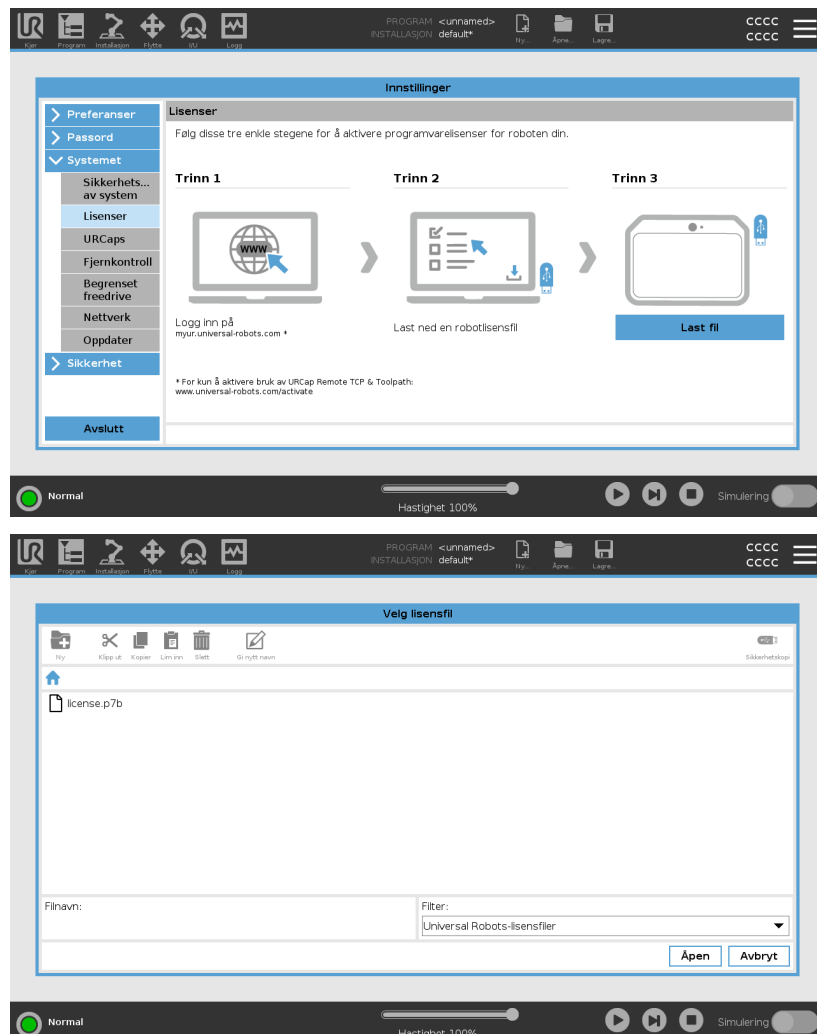 PROGRAM <unnamed>
INSTALLASJON default*
CCCC
CCCC
Kjør Program Installasjon Flytte I/U Logg Ny... Åpne... Lagre...
Innstillinger
Preferanser
Passord
Systemet
Sikkerhets...
av system
Lisenser
URCaps
Fjernkontroll
Begrenset
freedrive
Nettverk
Oppdater
Sikkerhet
Avslutt
Lisenser
Følg disse tre enkle stegene for å aktivere programvarelisenser for roboten din.
Trinn 1
WWW
Logg inn på
myur.universal-robots.com *
Trinn 2
Last ned en robotlisensfil
Trinn 3
Last fil
* For kun å aktivere bruk av URCap Remote TCP & Toolpath:
www.universal-robots.com/activate
Normal
Hastighet 100%
Simulering
PROGRAM <unnamed>
INSTALLASJON default*
CCCC
CCCC
Kjør Program Installasjon Flytte I/U Logg Ny... Åpne... Lagre...
Velg lisensfil
Ny Klipp ut Kopier Lim inn Slett Gi nytt navn Sikkerhetskopi
license.p7b
Filnavn:
Filter:
Universal Robots-lisensfiler
Åpen Avbryt
Normal
Hastighet 100%
Simulering